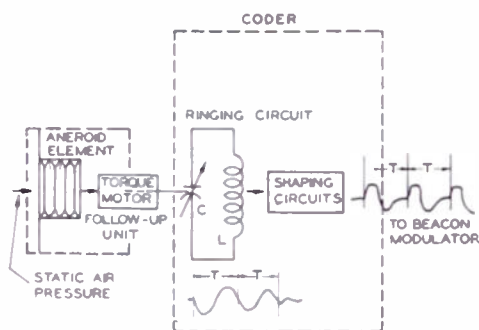 CODER
RINGING CIRCUIT
ANEROID
ELEMENT
TORQUE
MOTOR
FOLLOW-UP
UNIT
C
L
SHAPING
CIRCUITS
T T
TO BEACON
MODULATOR
STATIC AIR
PRESSURE
T T